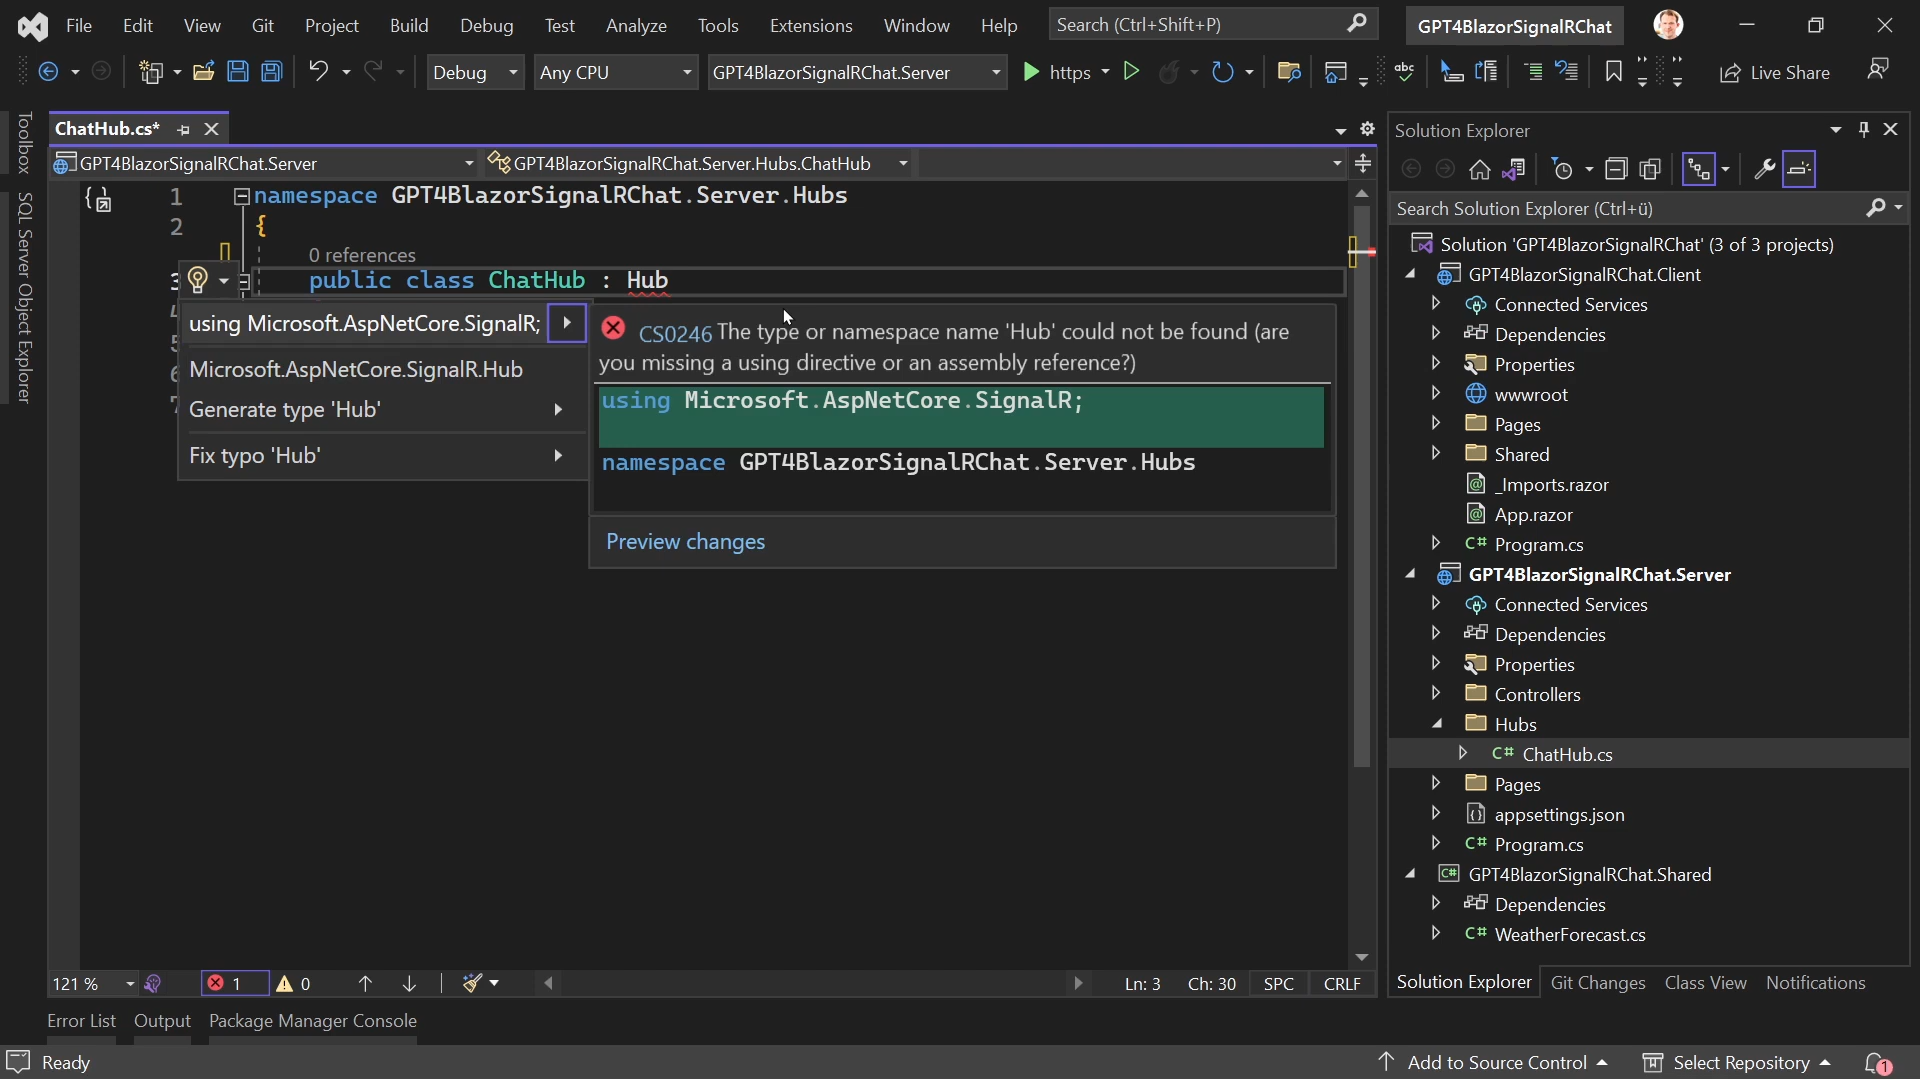 File Edit View Git Project Build Debug Test Analyze Tools Extensions Window Help Search (Ctrl+Shift+P) GPT4BlazorSignalRChat
Debug Any CPU GPT4BlazorSignalRChat.Server https abc Live Share
Toolbox
SQL Server Object Explorer
ChatHub.cs*
GPT4BlazorSignalRChat.Server GPT4BlazorSignalRChat.Server.Hubs.ChatHub
1 namespace GPT4BlazorSignalRChat.Server.Hubs
2 {
0 references
3 public class ChatHub : Hub
using Microsoft.AspNetCore.SignalR;
Microsoft.AspNetCore.SignalR.Hub
Generate type 'Hub'
Fix typo 'Hub'
CS0246 The type or namespace name 'Hub' could not be found (are
you missing a using directive or an assembly reference?)
using Microsoft.AspNetCore.SignalR;
namespace GPT4BlazorSignalRChat.Server.Hubs
Preview changes
121 % 1 0 Ln: 3 Ch: 30 SPC CRLF
Error List Output Package Manager Console
Solution Explorer
Search Solution Explorer (Ctrl+ü)
Solution 'GPT4BlazorSignalRChat' (3 of 3 projects)
GPT4BlazorSignalRChat.Client
Connected Services
Dependencies
Properties
wwwroot
Pages
Shared
_Imports.razor
App.razor
C# Program.cs
GPT4BlazorSignalRChat.Server
Connected Services
Dependencies
Properties
Controllers
Hubs
C# ChatHub.cs
Pages
appsettings.json
C# Program.cs
C# GPT4BlazorSignalRChat.Shared
Dependencies
C# WeatherForecast.cs
Solution Explorer Git Changes Class View Notifications
Ready Add to Source Control Select Repository 1